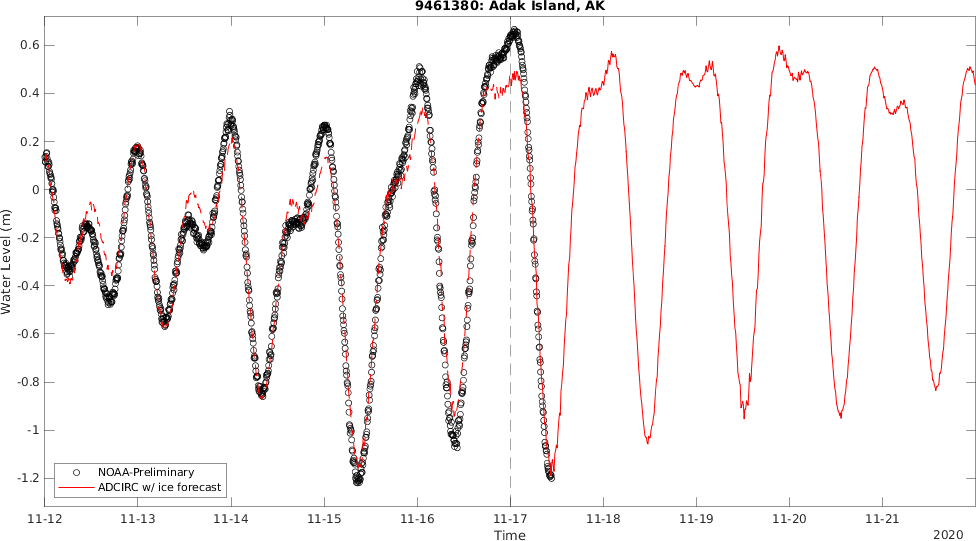 9461380: Adak Island, AK
Water Level (m)
0.6
0.4
0.2
0
-0.2
-0.4
-0.6
-0.8
-1
-1.2
NOAA-Preliminary
ADCIRC w/ ice forecast
11-12 11-13 11-14 11-15 11-16 11-17 11-18 11-19 11-20 11-21
Time
2020